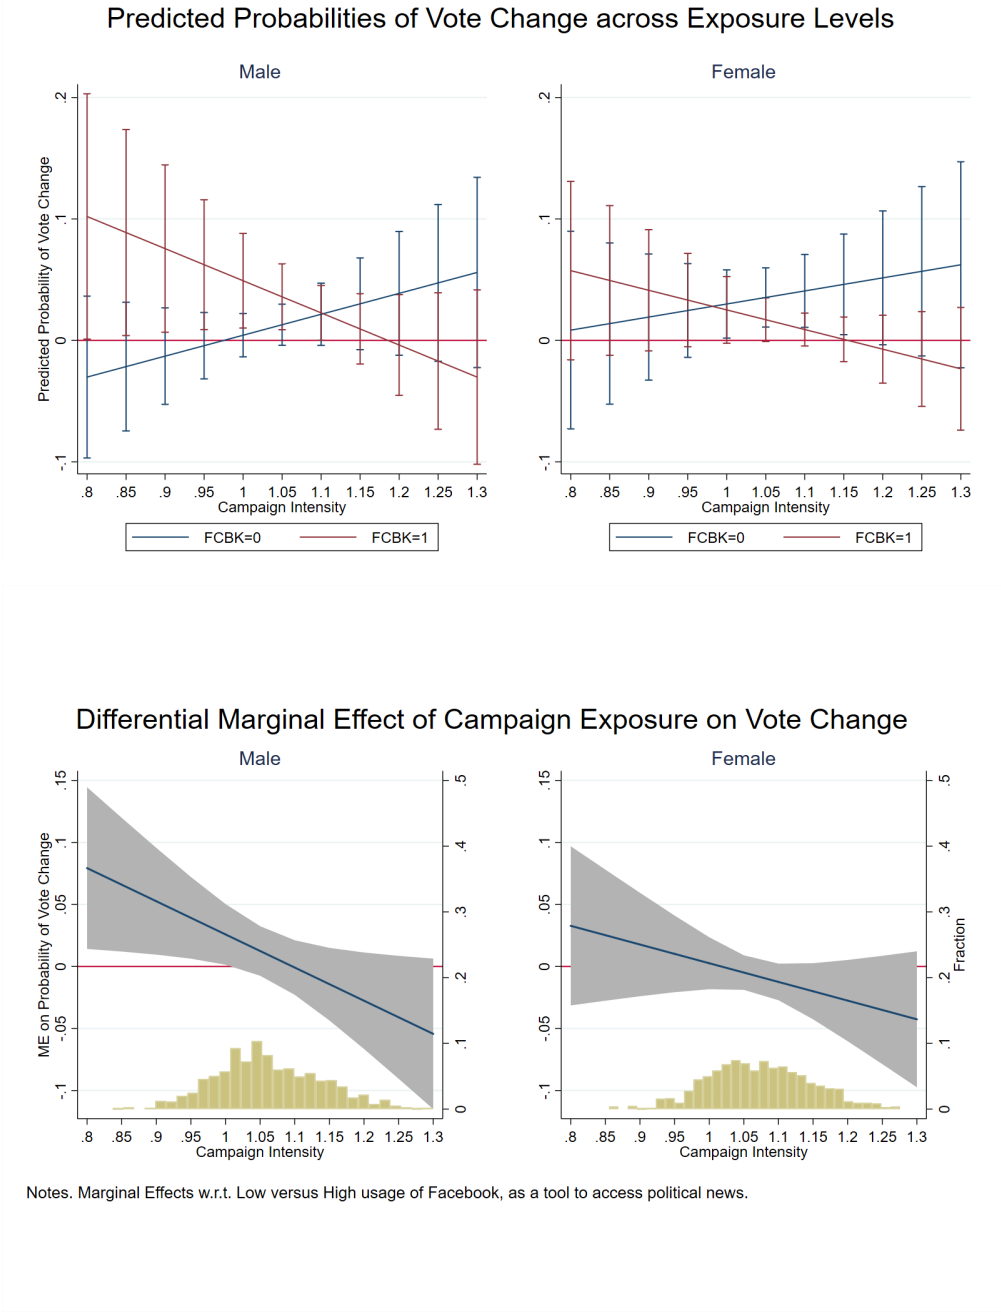 Predicted Probabilities of Vote Change across Exposure Levels
Male
Predicted Probability of Vote Change
.2
.1
0
-.1
.8 .85 .9 .95 1 1.05 1.1 1.15 1.2 1.25 1.3
Campaign Intensity
FCBK=0 FCBK=1
Female
.2
.1
0
-.1
.8 .85 .9 .95 1 1.05 1.1 1.15 1.2 1.25 1.3
Campaign Intensity
FCBK=0 FCBK=1
Differential Marginal Effect of Campaign Exposure on Vote Change
Male
ME on Probability of Vote Change
.15
.1
.05
0
-.05
-.1
.5
.4
.3
.2
.1
0
.8 .85 .9 .95 1 1.05 1.1 1.15 1.2 1.25 1.3
Campaign Intensity
Female
.15
.1
.05
0
-.05
-.1
.5
.4
.3
.2
.1
0
Fraction
.8 .85 .9 .95 1 1.05 1.1 1.15 1.2 1.25 1.3
Campaign Intensity
Notes. Marginal Effects w.r.t. Low versus High usage of Facebook, as a tool to access political news.